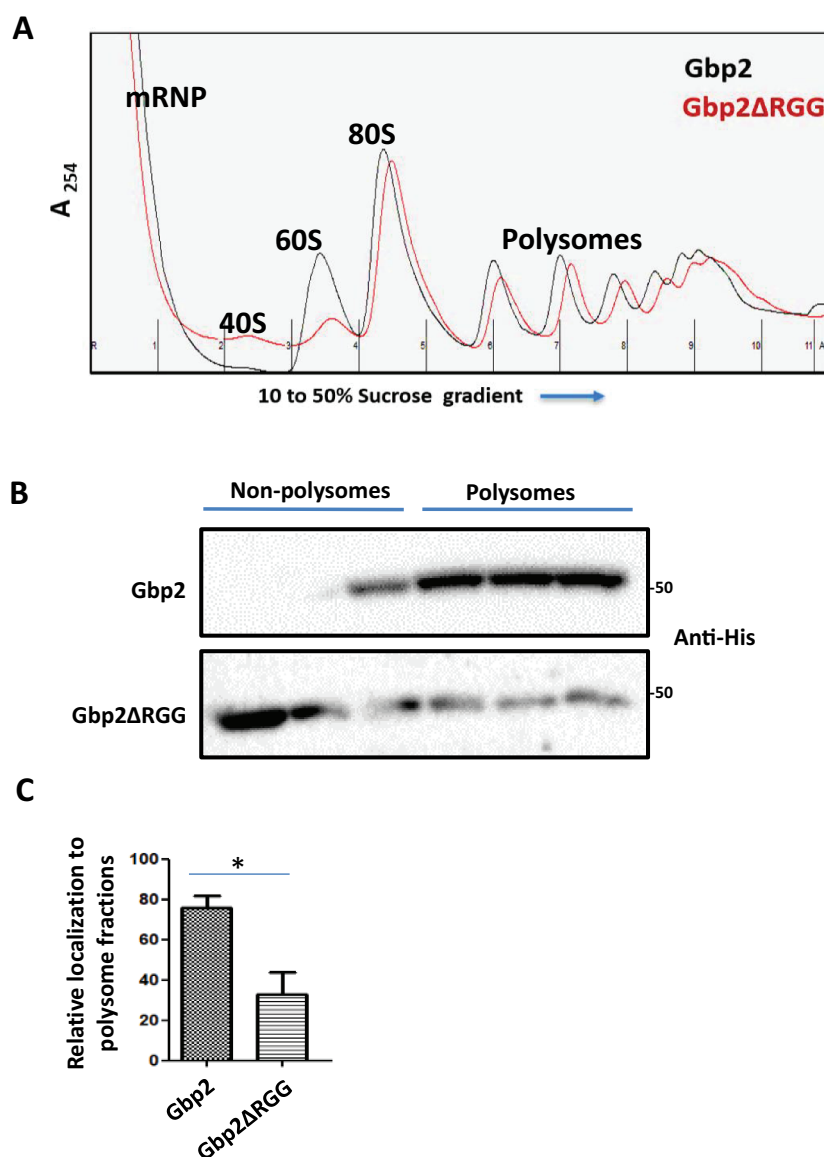 A
Gbp2
Gbp2ΔRGG
mRNP
80S
60S
Polysomes
40S
A 254
R 1 2 3 4 5 6 7 8 9 10 11 A
10 to 50% Sucrose gradient
B
Non-polysomes Polysomes
Gbp2
-50
Anti-His
-50
Gbp2ΔRGG
C
Relative localization to
polysome fractions
100
80
60
40
20
0
*
Gbp2
Gbp2ΔRGG